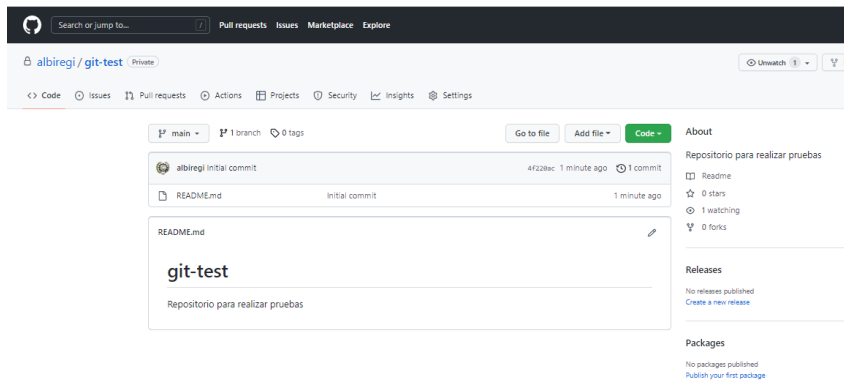 Search or jump to... /
Pull requests Issues Marketplace Explore
albiregi / git-test Private
Unwatch 1
Code Issues Pull requests Actions Projects Security Insights Settings
main 1 branch 0 tags
Go to file Add file Code
albiregi Initial commit 4f220ac 1 minute ago 1 commit
README.md Initial commit 1 minute ago
README.md
git-test
Repositorio para realizar pruebas
About
Repositorio para realizar pruebas
Readme
0 stars
1 watching
0 forks
Releases
No releases published
Create a new release
Packages
No packages published
Publish your first package